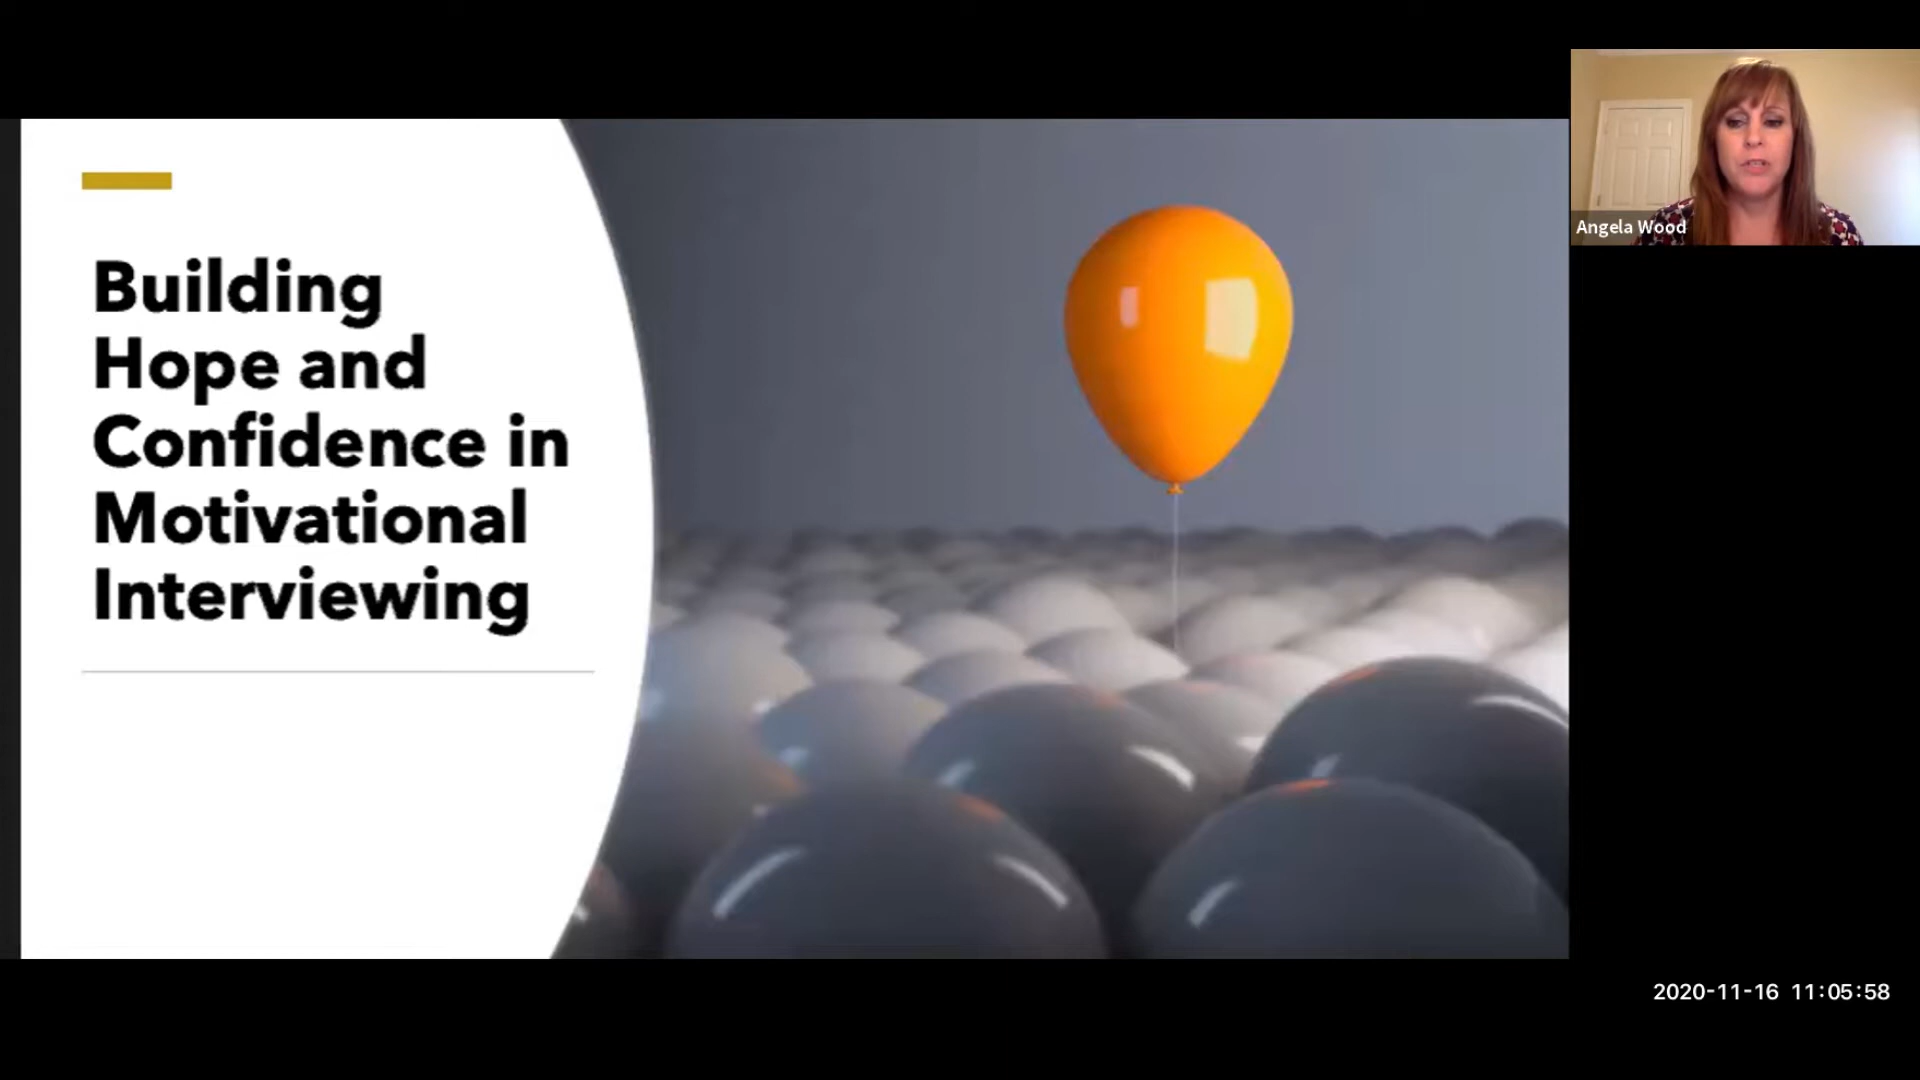 Building
Hope and
Confidence in
Motivational
Interviewing
Angela Wood
2020-11-16 11:05:58